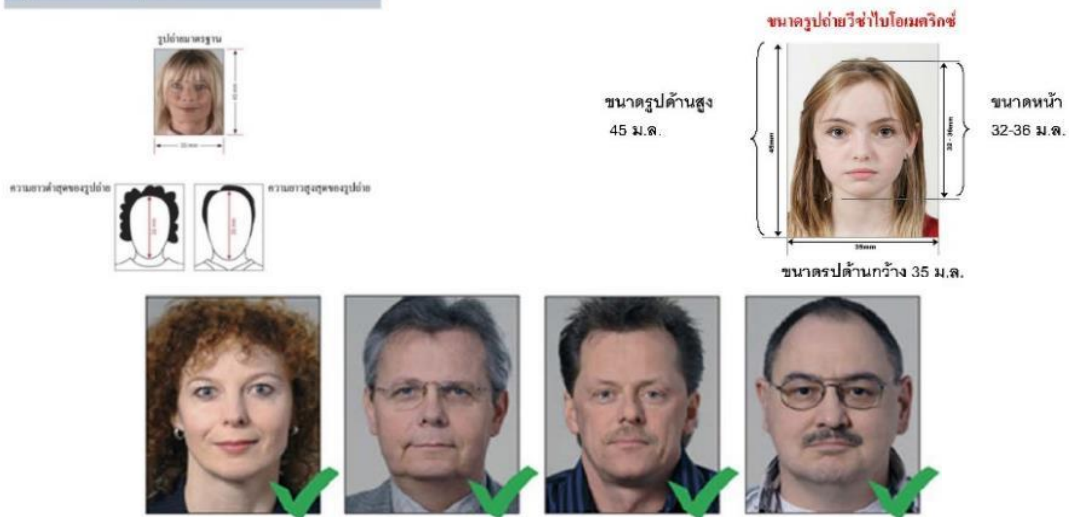 รูปถ่ายมาตรฐาน
45 mm
35 mm
ความยาวต่ำสุดของรูปถ่าย
ความยาวสูงสุดของรูปถ่าย
ขนาดรูปถ่ายวีซ่าไบโอเมตริกซ์
ขนาดรูปด้านสูง
45 ม.ล.
45mm
32 - 36mm
ขนาดหน้า
32-36 ม.ล.
35mm
ขนาดรูปด้านกว้าง 35 ม.ล.